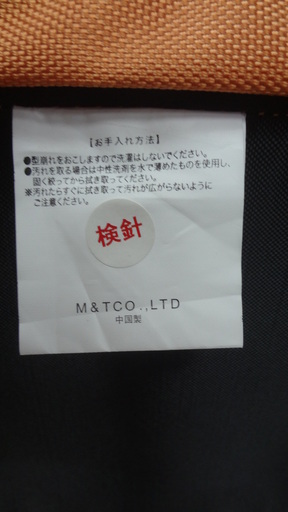 【お手入れ方法】
●型崩れをおこしますので洗濯はしないでください。
●汚れを取る場合は中性洗剤を水で薄めたものを使用し、
固く絞ってから拭き取ってください。
※汚れたらすぐに拭き取って汚れが広がらないように
ご注意ください。
検針
M&TCO.,LTD
中国製